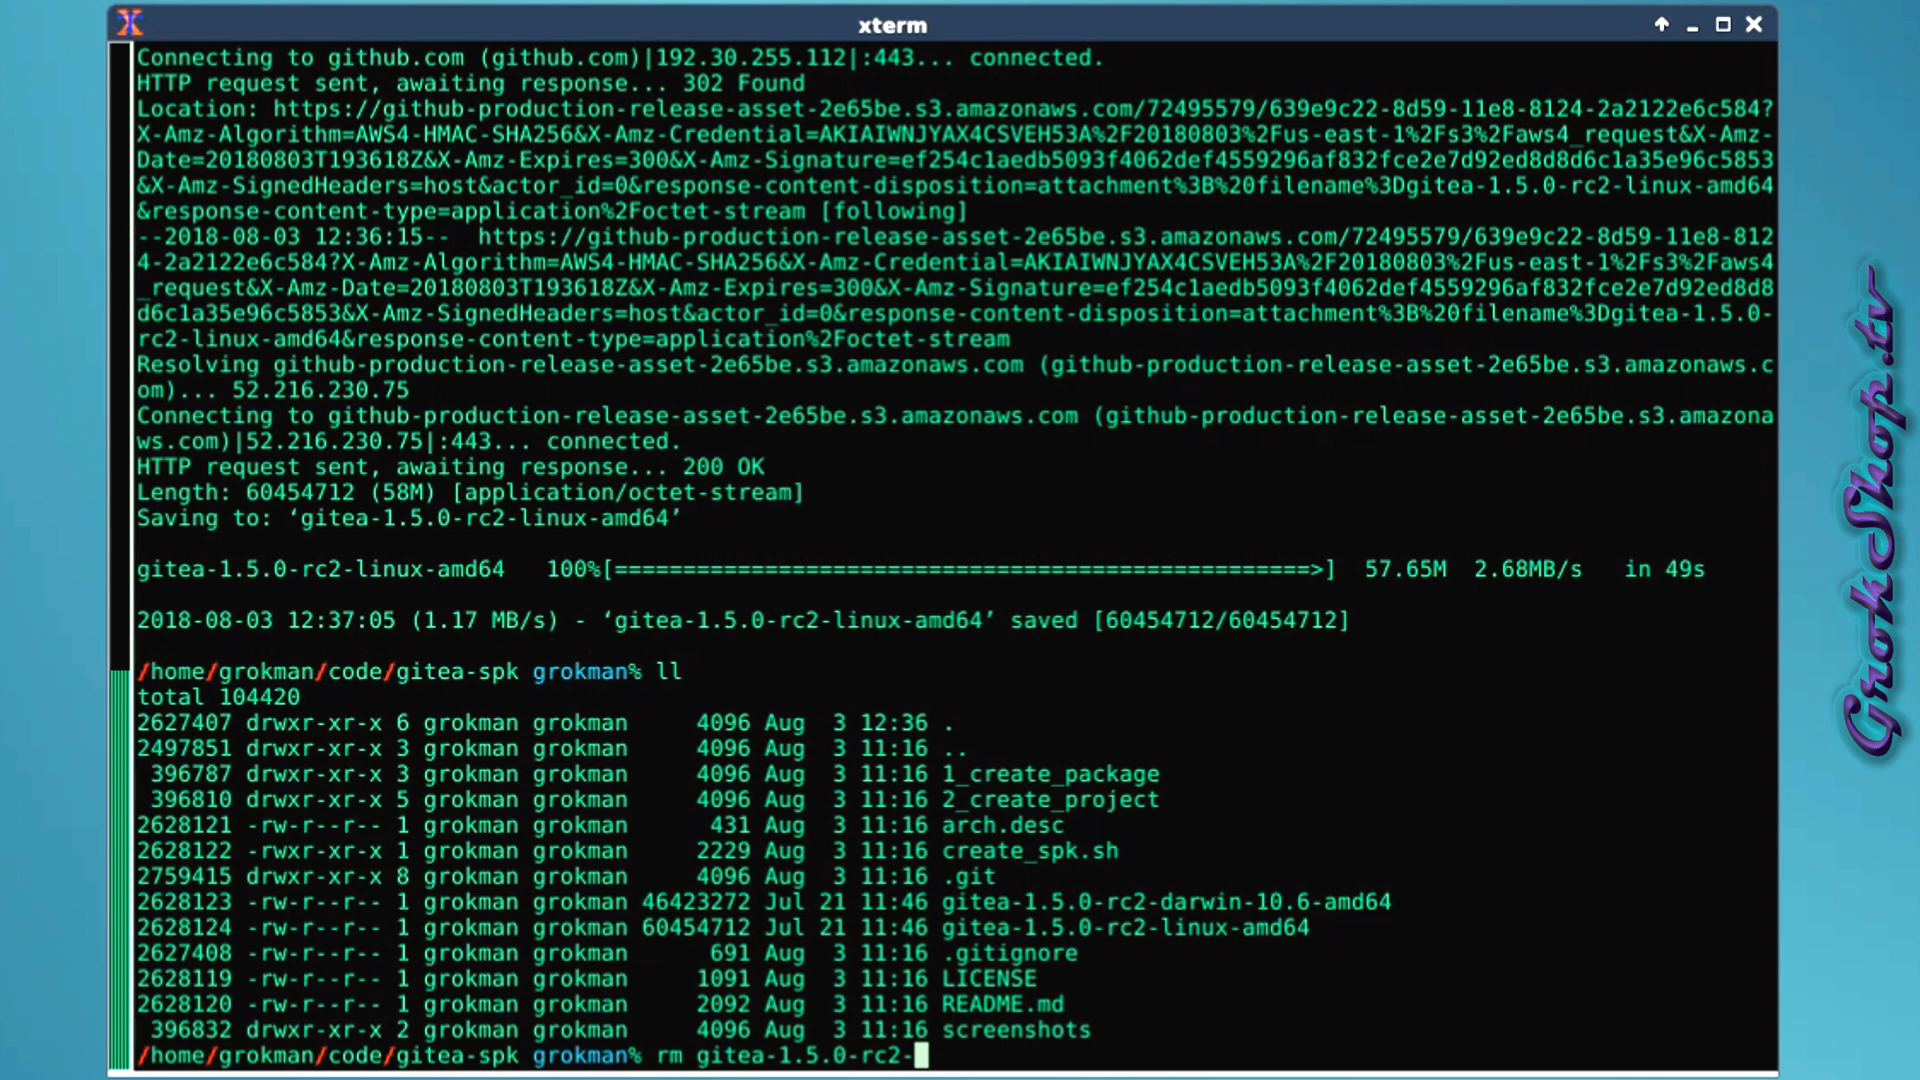 xterm
Connecting to github.com (github.com)|192.30.255.112|:443... connected.
HTTP request sent, awaiting response... 302 Found
Location: https://github-production-release-asset-2e65be.s3.amazonaws.com/72495579/639e9c22-8d59-11e8-8124-2a2122e6c584?
X-Amz-Algorithm=AWS4-HMAC-SHA256&X-Amz-Credential=AKIAIWNJYAX4CSVEH53A%2F20180803%2Fus-east-1%2Fs3%2Faws4_request&X-Amz-
Date=20180803T193618Z&X-Amz-Expires=300&X-Amz-Signature=ef254c1aedb5093f4062def4559296af832fce2e7d92ed8d8d6c1a35e96c5853
&X-Amz-SignedHeaders=host&actor_id=0&response-content-disposition=attachment%3B%20filename%3Dgitea-1.5.0-rc2-linux-amd64
&response-content-type=application%2Foctet-stream [following]
--2018-08-03 12:36:15--  https://github-production-release-asset-2e65be.s3.amazonaws.com/72495579/639e9c22-8d59-11e8-812
4-2a2122e6c584?X-Amz-Algorithm=AWS4-HMAC-SHA256&X-Amz-Credential=AKIAIWNJYAX4CSVEH53A%2F20180803%2Fus-east-1%2Fs3%2Faws4
_request&X-Amz-Date=20180803T193618Z&X-Amz-Expires=300&X-Amz-Signature=ef254c1aedb5093f4062def4559296af832fce2e7d92ed8d8
d6c1a35e96c5853&X-Amz-SignedHeaders=host&actor_id=0&response-content-disposition=attachment%3B%20filename%3Dgitea-1.5.0-
rc2-linux-amd64&response-content-type=application%2Foctet-stream
Resolving github-production-release-asset-2e65be.s3.amazonaws.com (github-production-release-asset-2e65be.s3.amazonaws.c
om)... 52.216.230.75
Connecting to github-production-release-asset-2e65be.s3.amazonaws.com (github-production-release-asset-2e65be.s3.amazona
ws.com)|52.216.230.75|:443... connected.
HTTP request sent, awaiting response... 200 OK
Length: 60454712 (58M) [application/octet-stream]
Saving to: ‘gitea-1.5.0-rc2-linux-amd64’
gitea-1.5.0-rc2-linux-amd64   100%[===================================================>]  57.65M  2.68MB/s   in 49s
2018-08-03 12:37:05 (1.17 MB/s) - ‘gitea-1.5.0-rc2-linux-amd64’ saved [60454712/60454712]
/home/grokman/code/gitea-spk grokman% ll
total 104420
2627407 drwxr-xr-x 6 grokman grokman     4096 Aug  3 12:36 .
2497851 drwxr-xr-x 3 grokman grokman     4096 Aug  3 11:16 ..
396787 drwxr-xr-x 3 grokman grokman     4096 Aug  3 11:16 1_create_package
396810 drwxr-xr-x 5 grokman grokman     4096 Aug  3 11:16 2_create_project
2628121 -rw-r--r-- 1 grokman grokman      431 Aug  3 11:16 arch.desc
2628122 -rwxr-xr-x 1 grokman grokman     2229 Aug  3 11:16 create_spk.sh
2759415 drwxr-xr-x 8 grokman grokman     4096 Aug  3 11:16 .git
2628123 -rw-r--r-- 1 grokman grokman 46423272 Jul 21 11:46 gitea-1.5.0-rc2-darwin-10.6-amd64
2628124 -rw-r--r-- 1 grokman grokman 60454712 Jul 21 11:46 gitea-1.5.0-rc2-linux-amd64
2627408 -rw-r--r-- 1 grokman grokman      691 Aug  3 11:16 .gitignore
2628119 -rw-r--r-- 1 grokman grokman     1091 Aug  3 11:16 LICENSE
2628120 -rw-r--r-- 1 grokman grokman     2092 Aug  3 11:16 README.md
396832 drwxr-xr-x 2 grokman grokman     4096 Aug  3 11:16 screenshots
/home/grokman/code/gitea-spk grokman% rm gitea-1.5.0-rc2-
GrokShop.tv